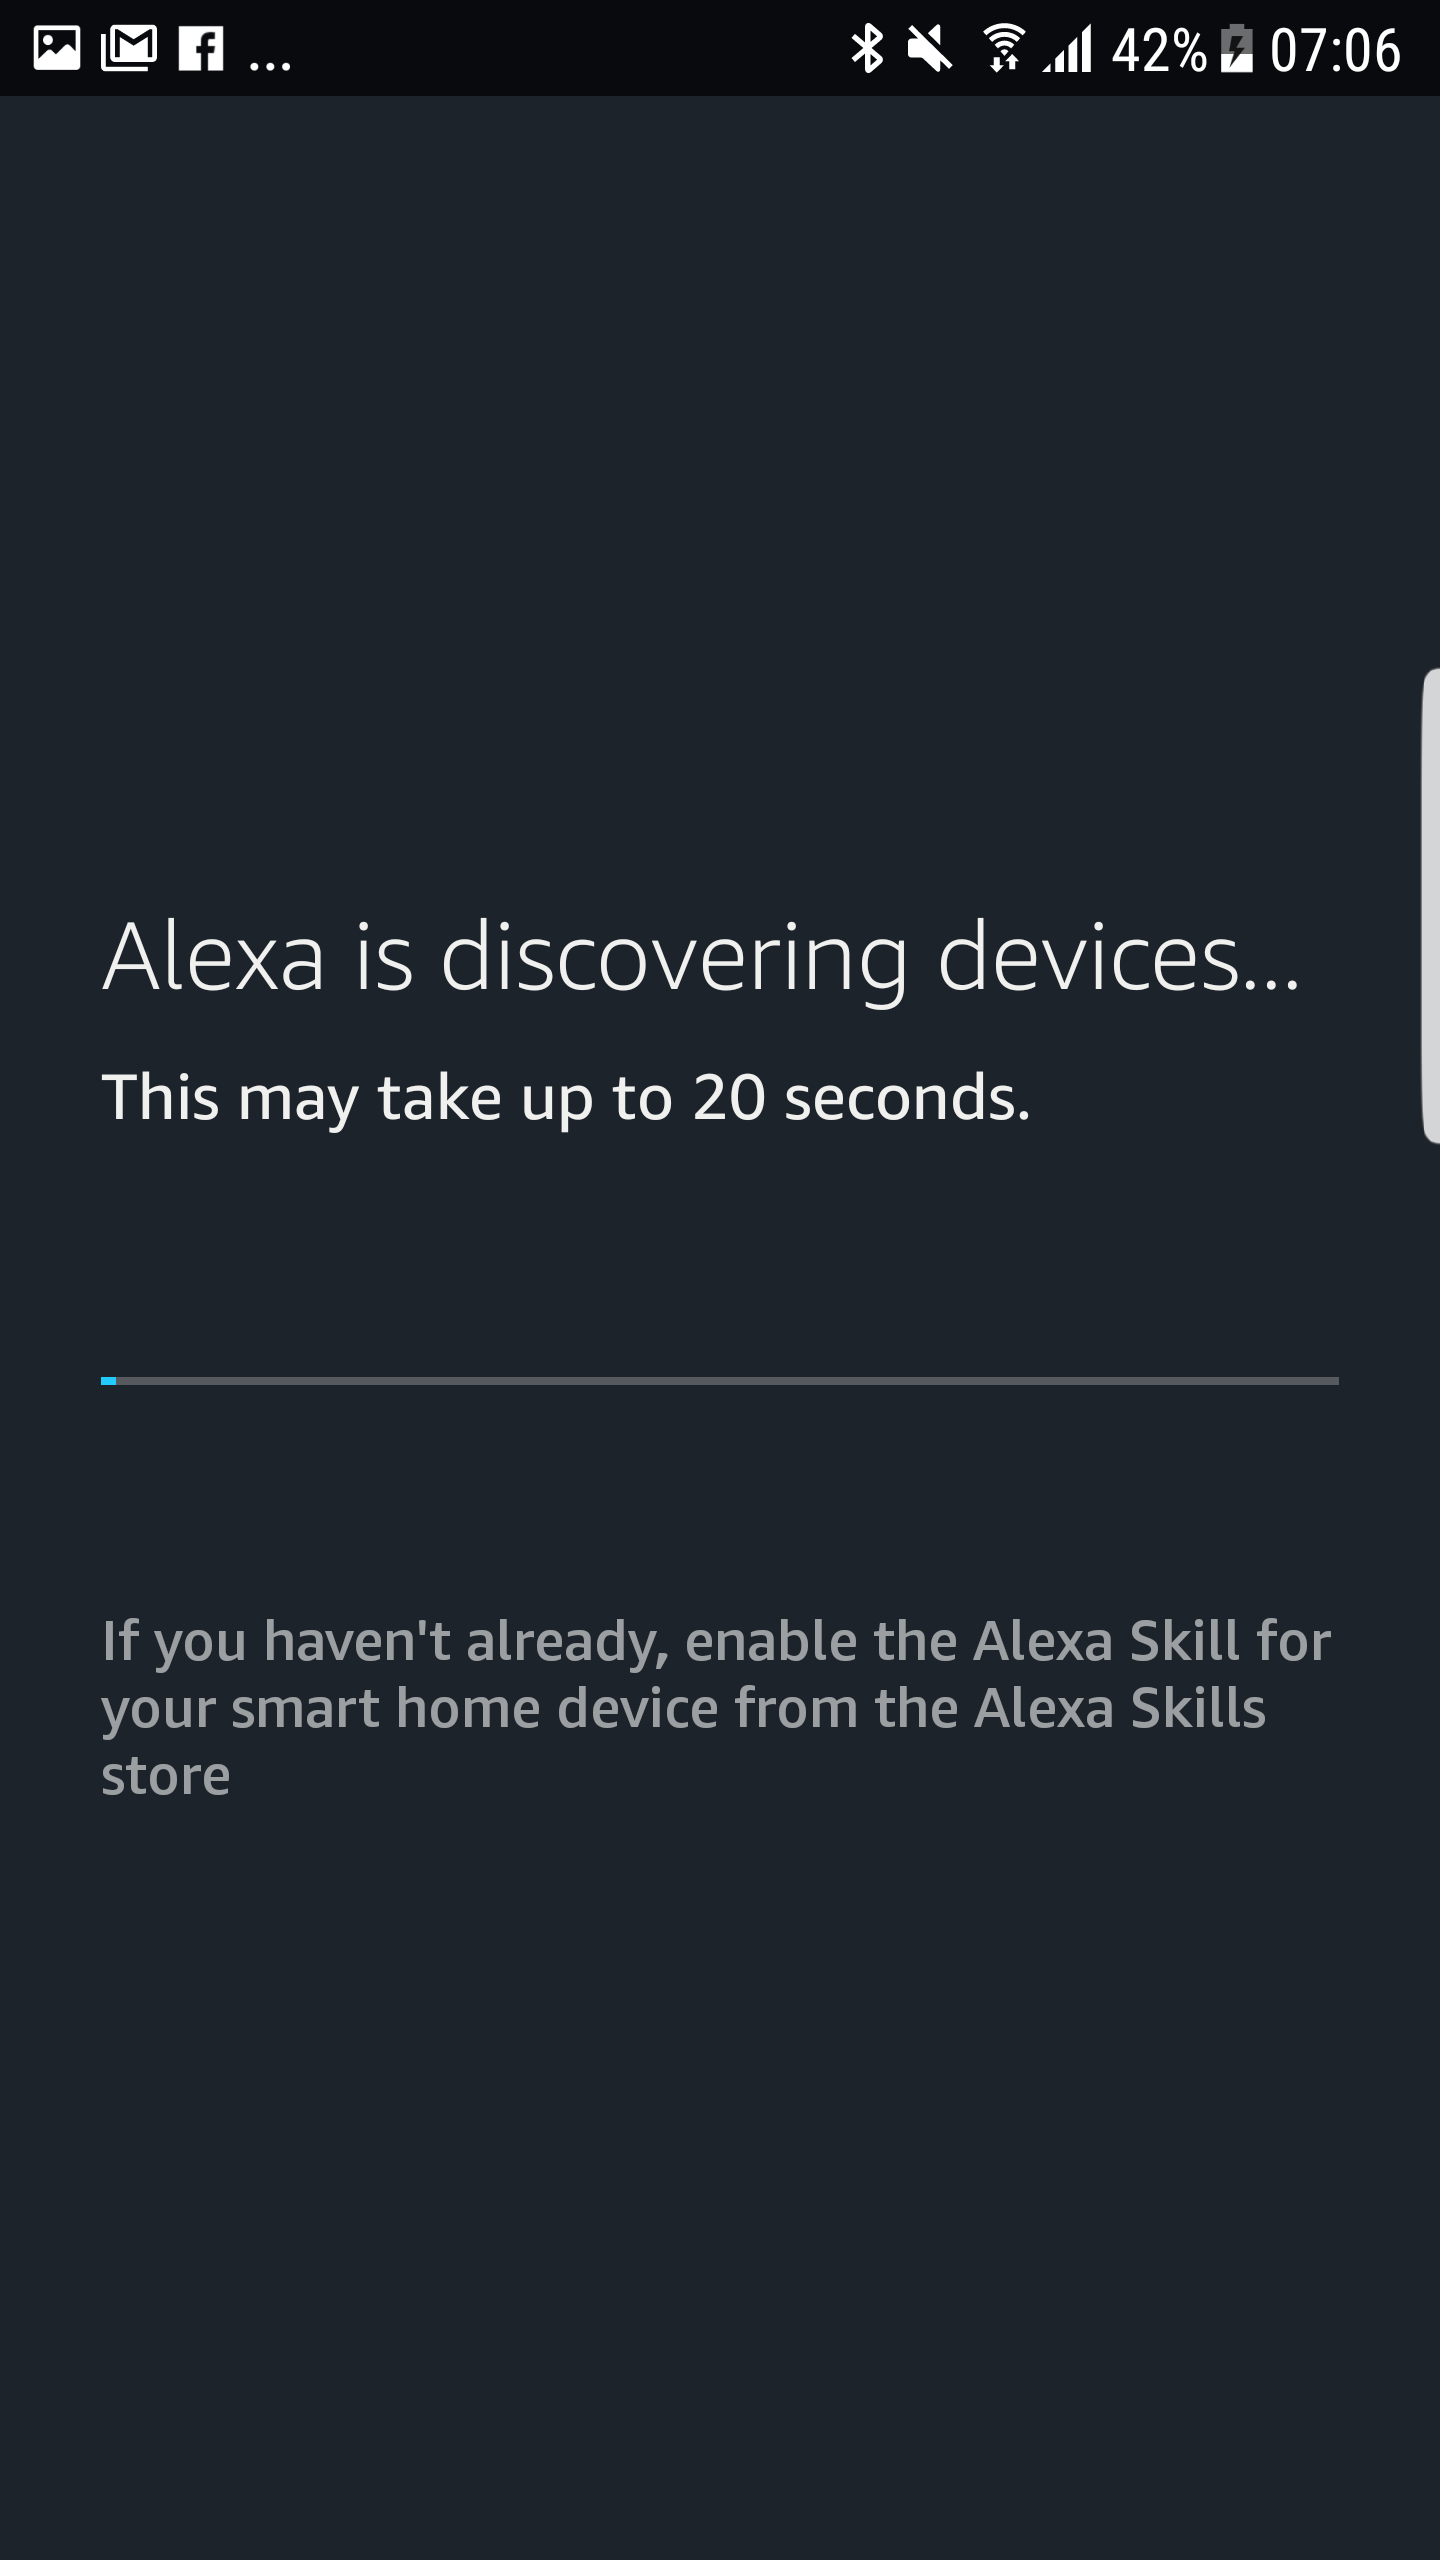 ... 42% 07:06
Alexa is discovering devices...
This may take up to 20 seconds.
If you haven't already, enable the Alexa Skill for
your smart home device from the Alexa Skills
store